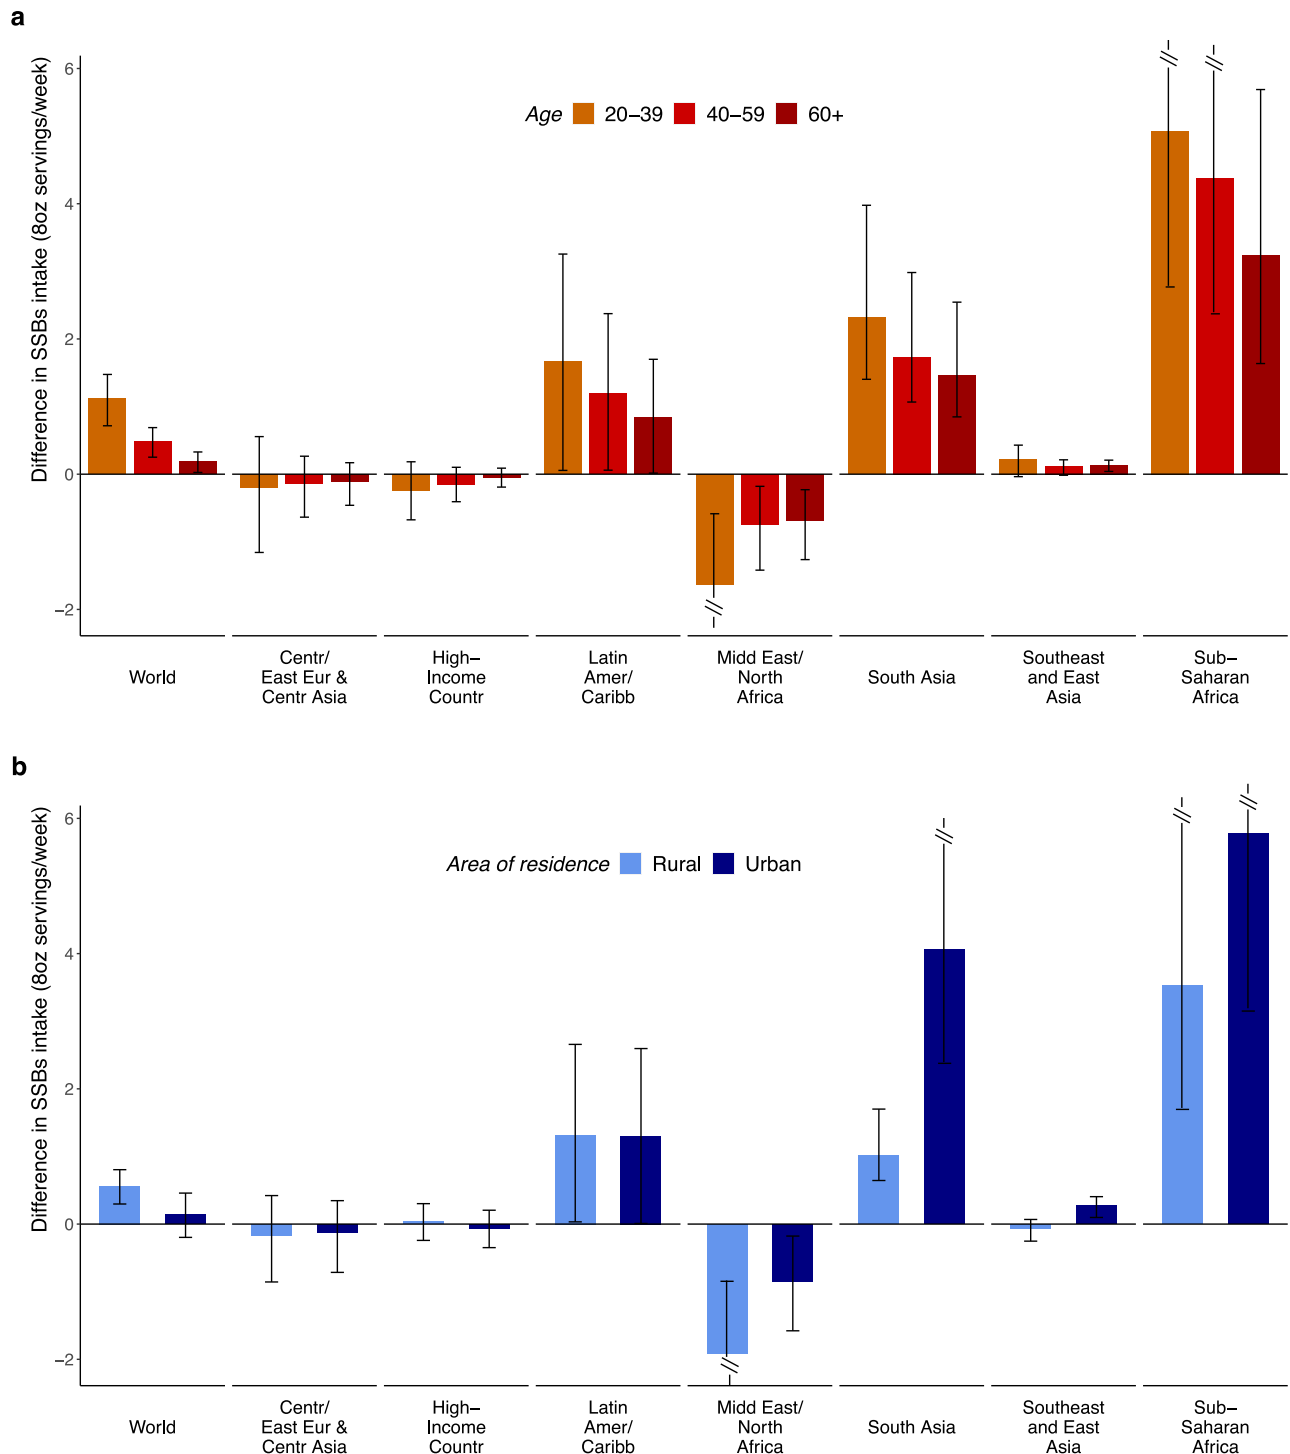 a
Difference in SSBs intake (8oz servings/week)
6
4
2
0
−2
Age 20−39 40−59 60+
World
Centr/
East Eur &
Centr Asia
High−
Income
Countr
Latin
Amer/
Caribb
Midd East/
North
Africa
South Asia
Southeast
and East
Asia
Sub−
Saharan
Africa
b
Difference in SSBs intake (8oz servings/week)
6
4
2
0
−2
Area of residence Rural Urban
World
Centr/
East Eur &
Centr Asia
High−
Income
Countr
Latin
Amer/
Caribb
Midd East/
North
Africa
South Asia
Southeast
and East
Asia
Sub−
Saharan
Africa